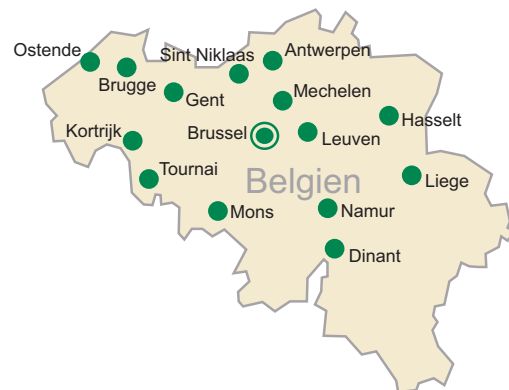 Ostende
Sint Niklaas
Antwerpen
Brugge
Gent
Mechelen
Hasselt
Kortrijk
Brussel
Leuven
Tournai
Belgien
Liege
Mons
Namur
Dinant